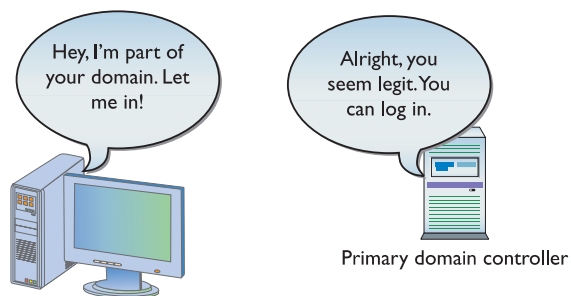 Hey, I'm part of
your domain. Let
me in!
Alright, you
seem legit. You
can log in.
Primary domain controller